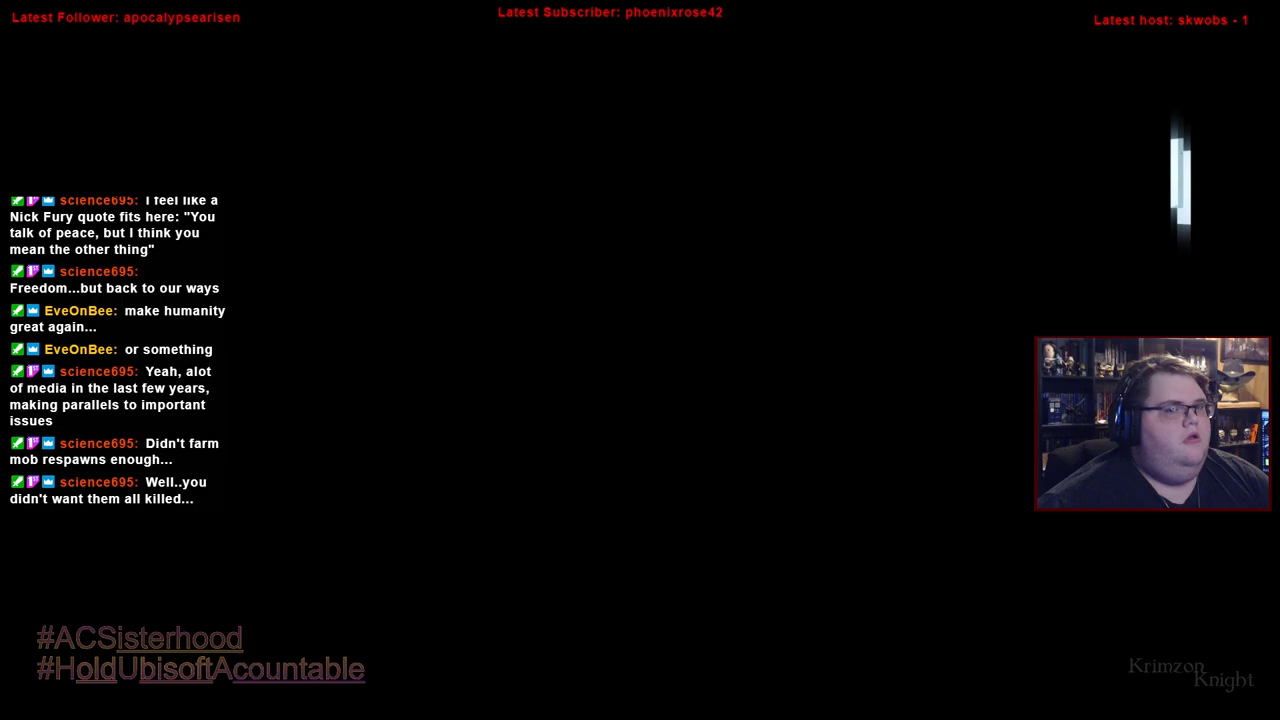 Latest Follower: apocalypsearisen
Latest Subscriber: phoenixrose42
Latest host: skwobs - 1
science695: I feel like a
Nick Fury quote fits here: "You
talk of peace, but I think you
mean the other thing"
science695:
Freedom...but back to our ways
EveOnBee: make humanity
great again...
EveOnBee: or something
science695: Yeah, alot
of media in the last few years,
making parallels to important
issues
science695: Didn't farm
mob respawns enough...
science695: Well..you
didn't want them all killed...
#ACSisterhood
#HoldUbisoftAcountable
Krimzon
Knight